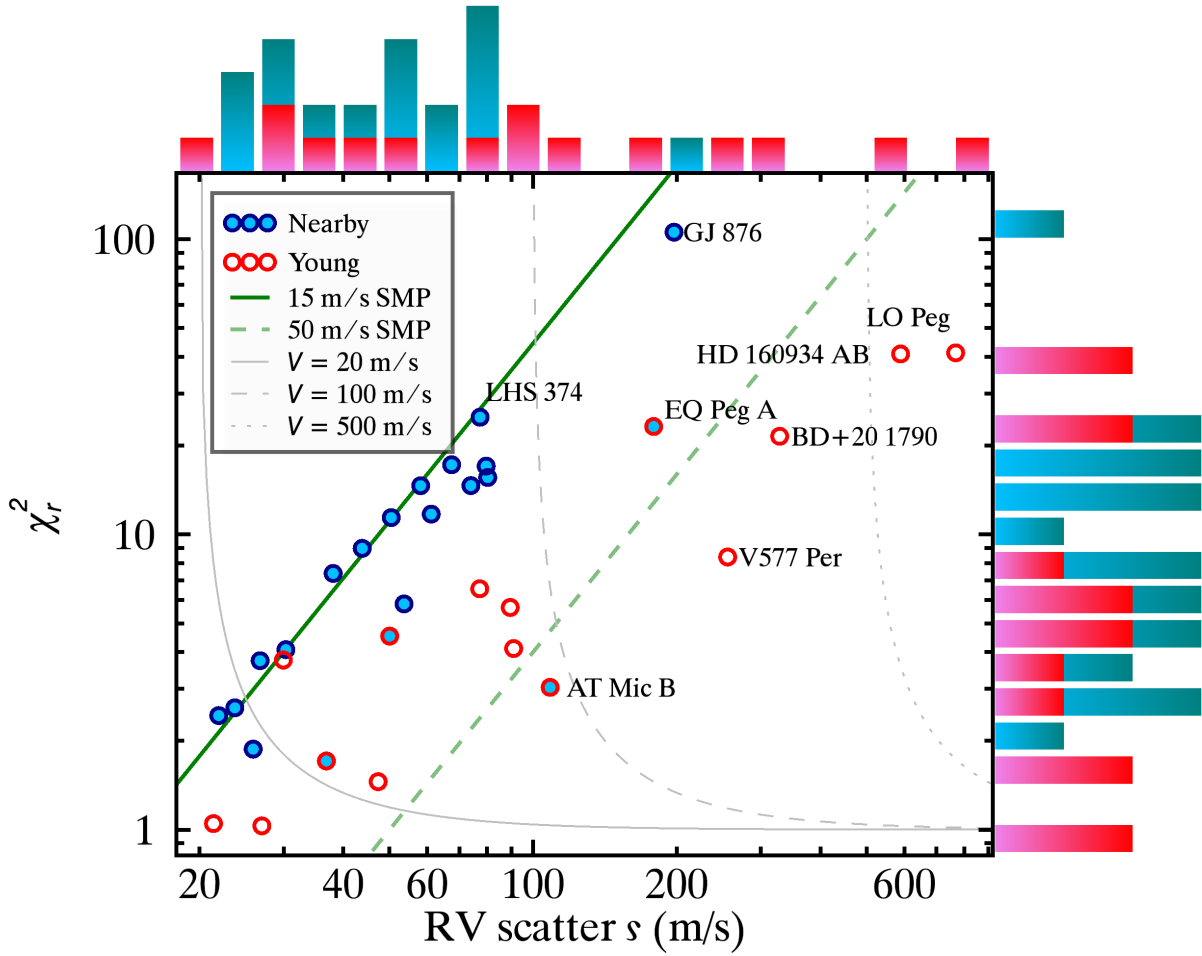 Nearby
Young
15 m/s SMP
50 m/s SMP
V = 20 m/s
V = 100 m/s
V = 500 m/s
GJ 876
LO Peg
HD 160934 AB
LHS 374
EQ Peg A
BD+20 1790
V577 Per
AT Mic B
100
10
1
χ²ᵣ
20 40 60 100 200 600
RV scatter s (m/s)